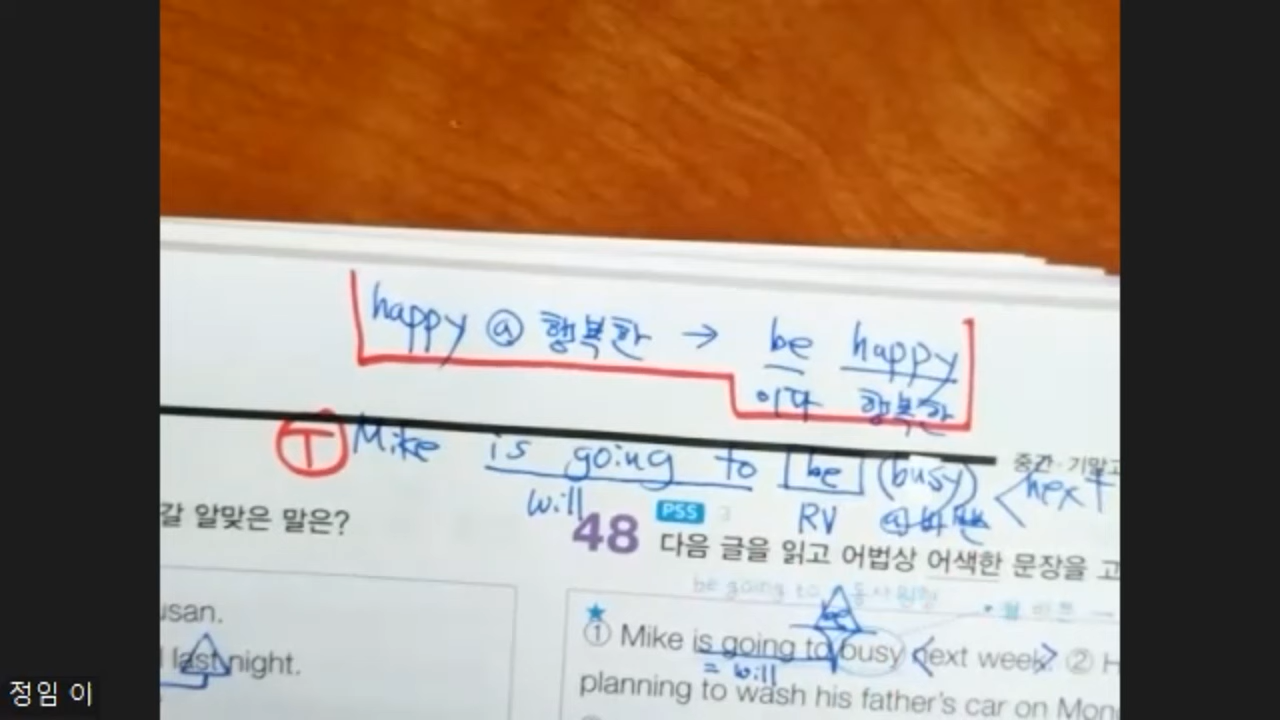 happy ⓐ 행복한 → be happy
이다 행복한
Ⓣ Mike is going to be (busy) <next
will RV ⓐ 바쁜
중간·기말고
갈 알맞은 말은?
PSS 3
48 다음 글을 읽고 어법상 어색한 문장을 고
be going to 동사원형
usan.
be
① Mike is going to busy <next week> ② H
= will
l last night.
planning to wash his father's car on Mon
정임 이